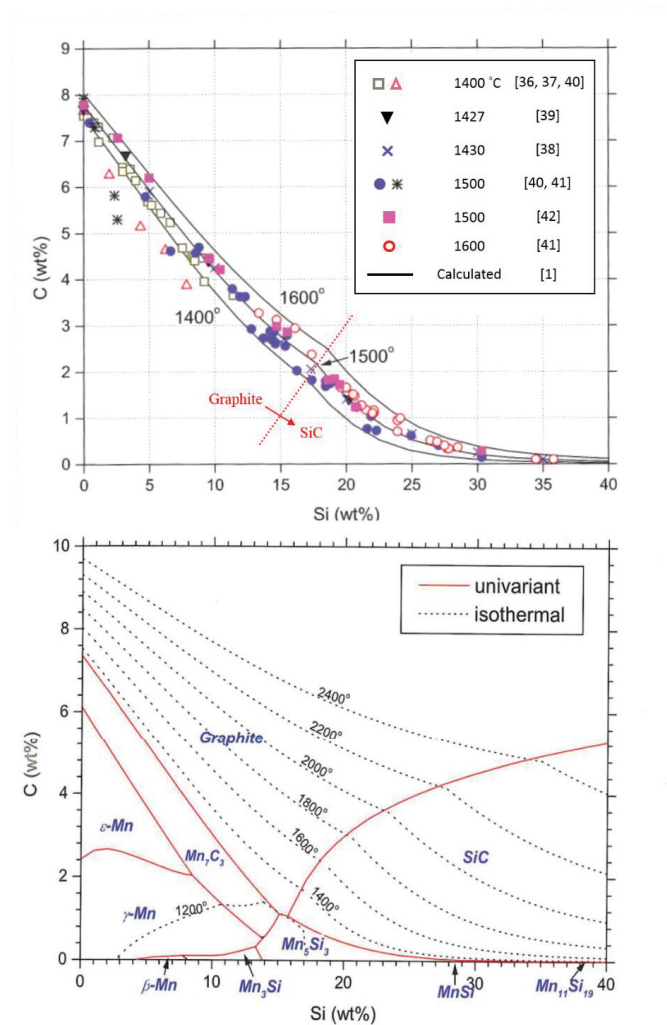 9
8
7
6
5
4
3
2
1
0
C (wt%)
1400 °C [36, 37, 40]
1427 [39]
1430 [38]
1500 [40, 41]
1500 [42]
1600 [41]
Calculated [1]
1600°
1400°
1500°
Graphite
SiC
0 5 10 15 20 25 30 35 40
Si (wt%)
10
8
6
4
2
0
C (wt%)
univariant
isothermal
2400°
2200°
2000°
1800°
1600°
1400°
1200°
Graphite
SiC
ε-Mn
Mn7C3
γ-Mn
Mn5Si3
β-Mn
Mn3Si
MnSi
Mn11Si19
0 10 20 30 40
Si (wt%)